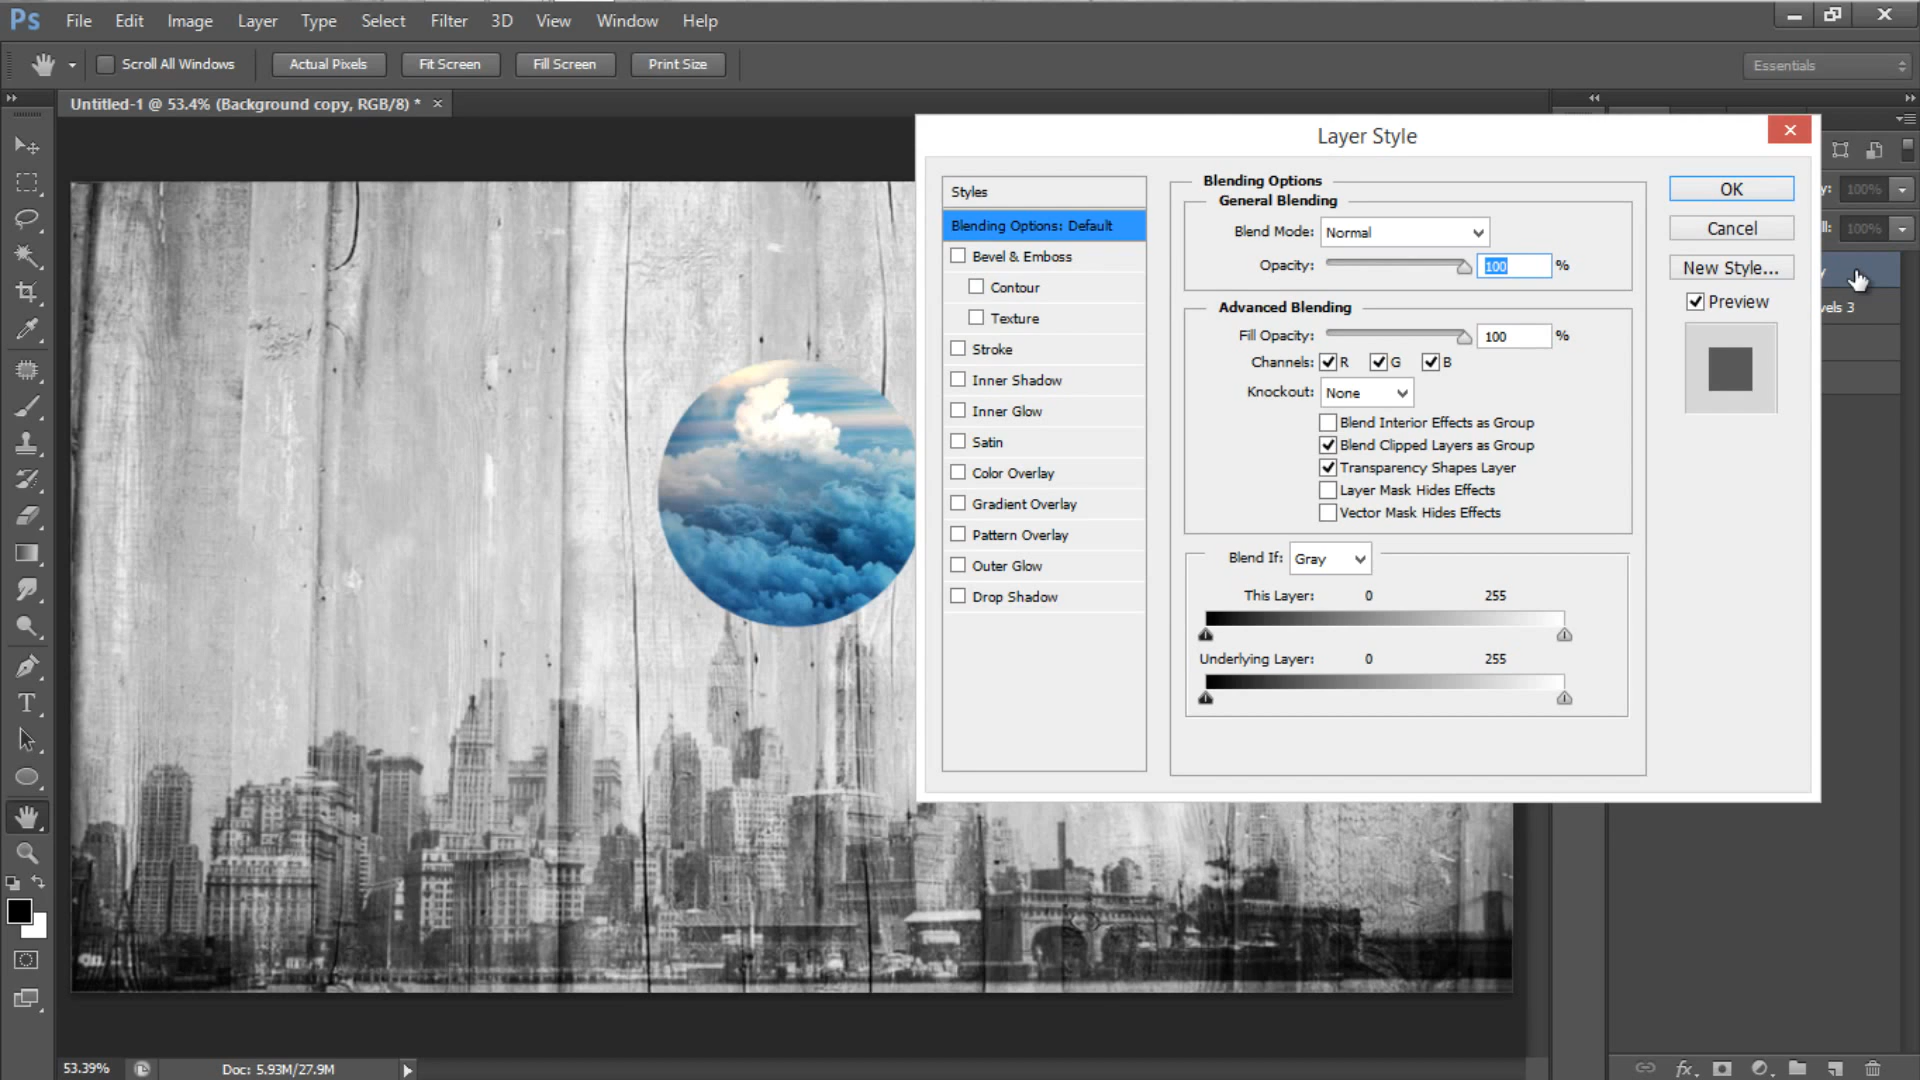 Ps File Edit Image Layer Type Select Filter 3D View Window Help
Scroll All Windows Actual Pixels Fit Screen Fill Screen Print Size Essentials
Untitled-1 @ 53.4% (Background copy, RGB/8) * ×
Layer Style
Styles
Blending Options: Default
Bevel & Emboss
Contour
Texture
Stroke
Inner Shadow
Inner Glow
Satin
Color Overlay
Gradient Overlay
Pattern Overlay
Outer Glow
Drop Shadow
Blending Options
General Blending
Blend Mode: Normal
Opacity: 100 %
Advanced Blending
Fill Opacity: 100 %
Channels: R G B
Knockout: None
Blend Interior Effects as Group
Blend Clipped Layers as Group
Transparency Shapes Layer
Layer Mask Hides Effects
Vector Mask Hides Effects
Blend If: Gray
This Layer: 0 255
Underlying Layer: 0 255
OK
Cancel
New Style...
Preview
y: 100%
ll: 100%
y
vels 3
T
53.39% Doc: 5.93M/27.9M
fx